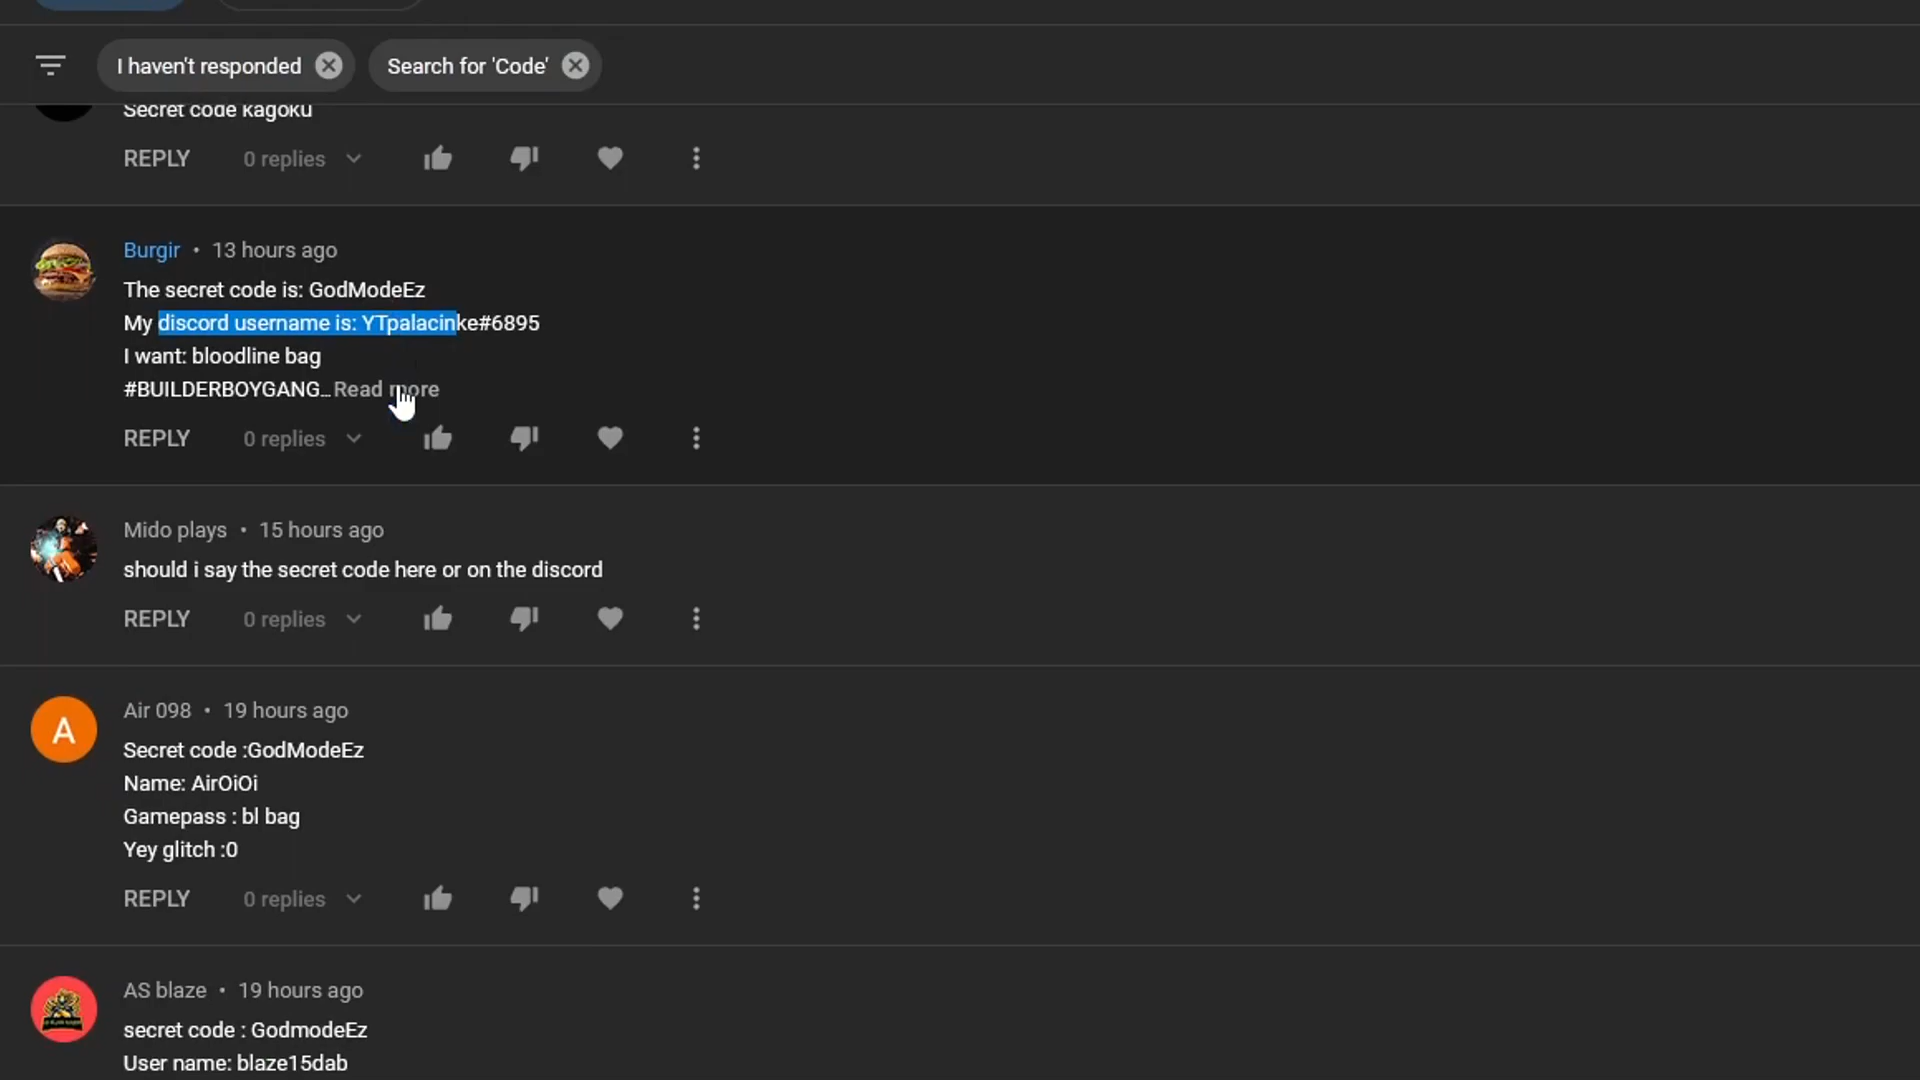 I haven't responded
Search for 'Code'
Secret code kagoku
REPLY 0 replies
Burgir • 13 hours ago
The secret code is: GodModeEz
My discord username is: YTpalacinke#6895
I want: bloodline bag
#BUILDERBOYGANG...Read more
REPLY 0 replies
Mido plays • 15 hours ago
should i say the secret code here or on the discord
REPLY 0 replies
A
Air 098 • 19 hours ago
Secret code :GodModeEz
Name: AirOiOi
Gamepass : bl bag
Yey glitch :0
REPLY 0 replies
AS blaze • 19 hours ago
secret code : GodmodeEz
User name: blaze15dab